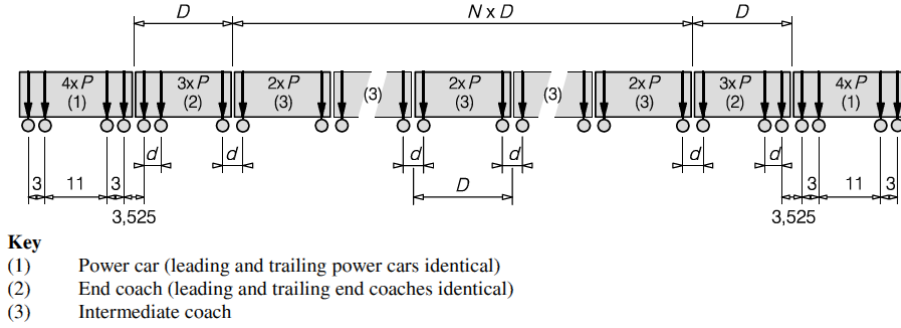 D N x D D
4x P 3x P 2x P 2x P 2x P 3x P 4x P
(1) (2) (3) (3) (3) (3) (3) (2) (1)
d d d d d d
3 11 3 D 3 11 3
3,525 3,525
Key
(1) Power car (leading and trailing power cars identical)
(2) End coach (leading and trailing end coaches identical)
(3) Intermediate coach